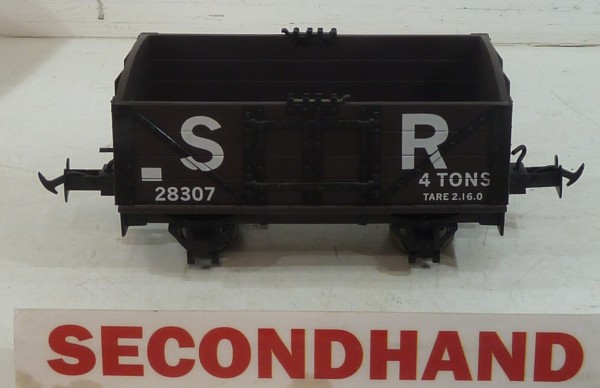 S R
28307
4 TONS
TARE 2.16.0
SECONDHAND